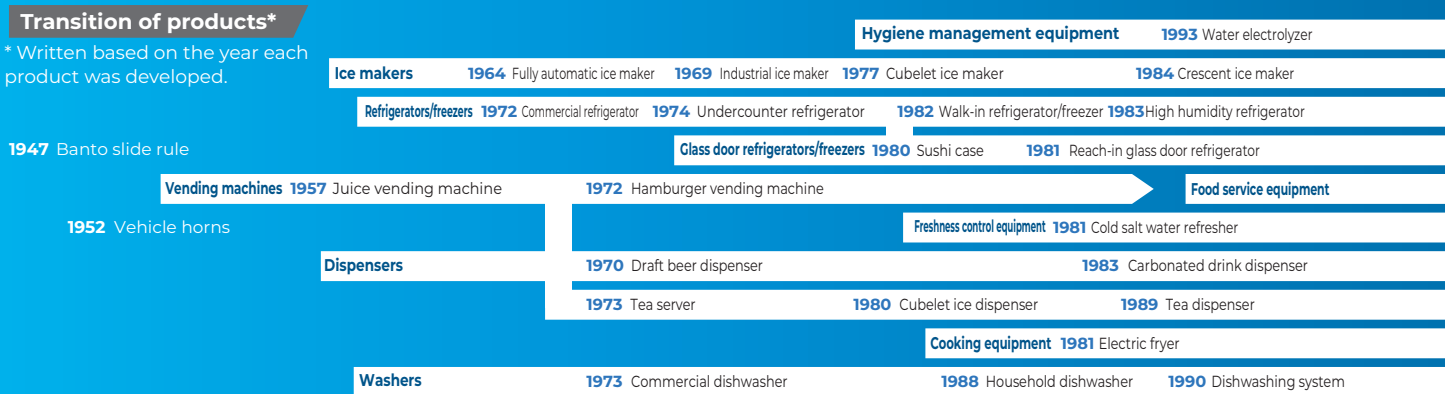 Transition of products*
* Written based on the year each
product was developed.
Hygiene management equipment 1993 Water electrolyzer
Ice makers 1964 Fully automatic ice maker 1969 Industrial ice maker 1977 Cubelet ice maker 1984 Crescent ice maker
Refrigerators/freezers 1972 Commercial refrigerator 1974 Undercounter refrigerator 1982 Walk-in refrigerator/freezer 1983 High humidity refrigerator
1947 Banto slide rule
Glass door refrigerators/freezers 1980 Sushi case 1981 Reach-in glass door refrigerator
Vending machines 1957 Juice vending machine 1972 Hamburger vending machine Food service equipment
1952 Vehicle horns
Freshness control equipment 1981 Cold salt water refresher
Dispensers 1970 Draft beer dispenser 1983 Carbonated drink dispenser
1973 Tea server 1980 Cubelet ice dispenser 1989 Tea dispenser
Cooking equipment 1981 Electric fryer
Washers 1973 Commercial dishwasher 1988 Household dishwasher 1990 Dishwashing system